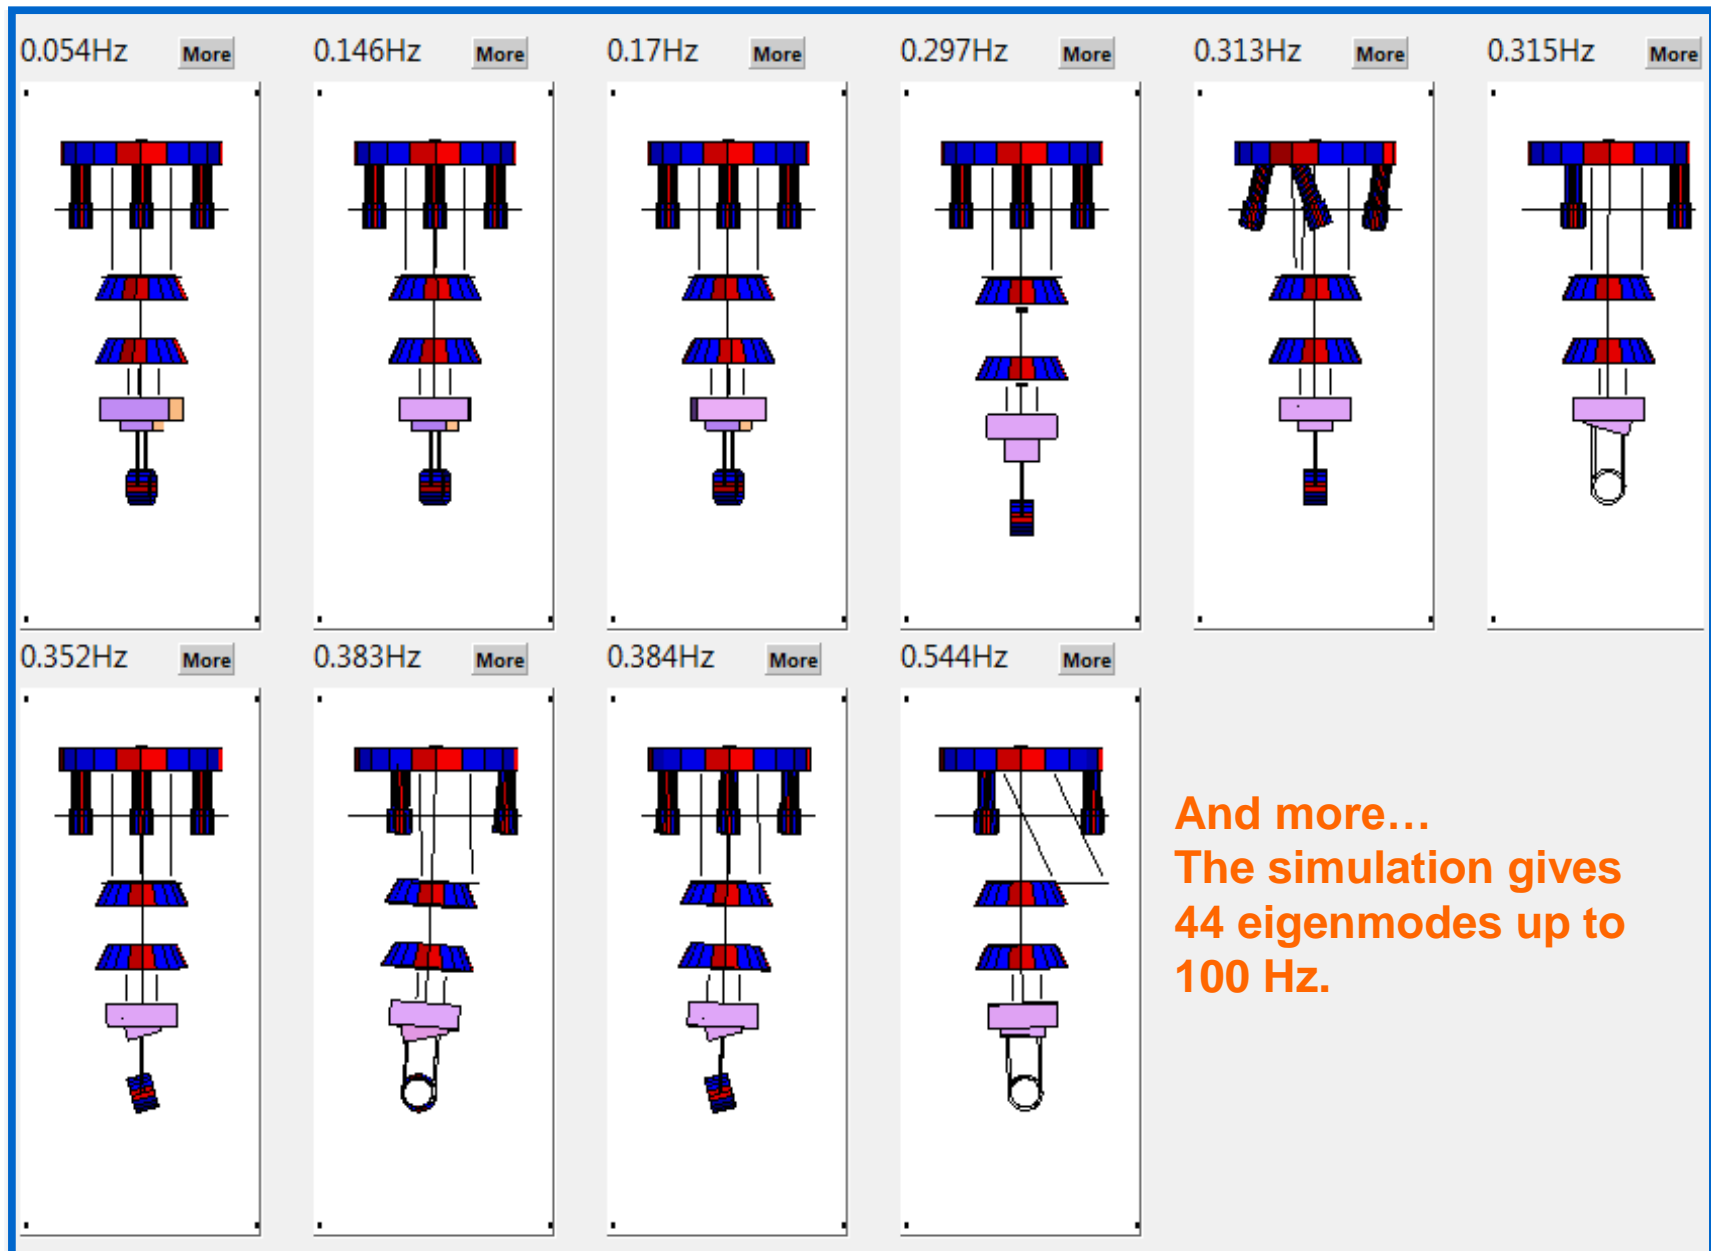 0.054Hz More 0.146Hz More 0.17Hz More 0.297Hz More 0.313Hz More 0.315Hz More
0.352Hz More 0.383Hz More 0.384Hz More 0.544Hz More
And more…
The simulation gives
44 eigenmodes up to
100 Hz.